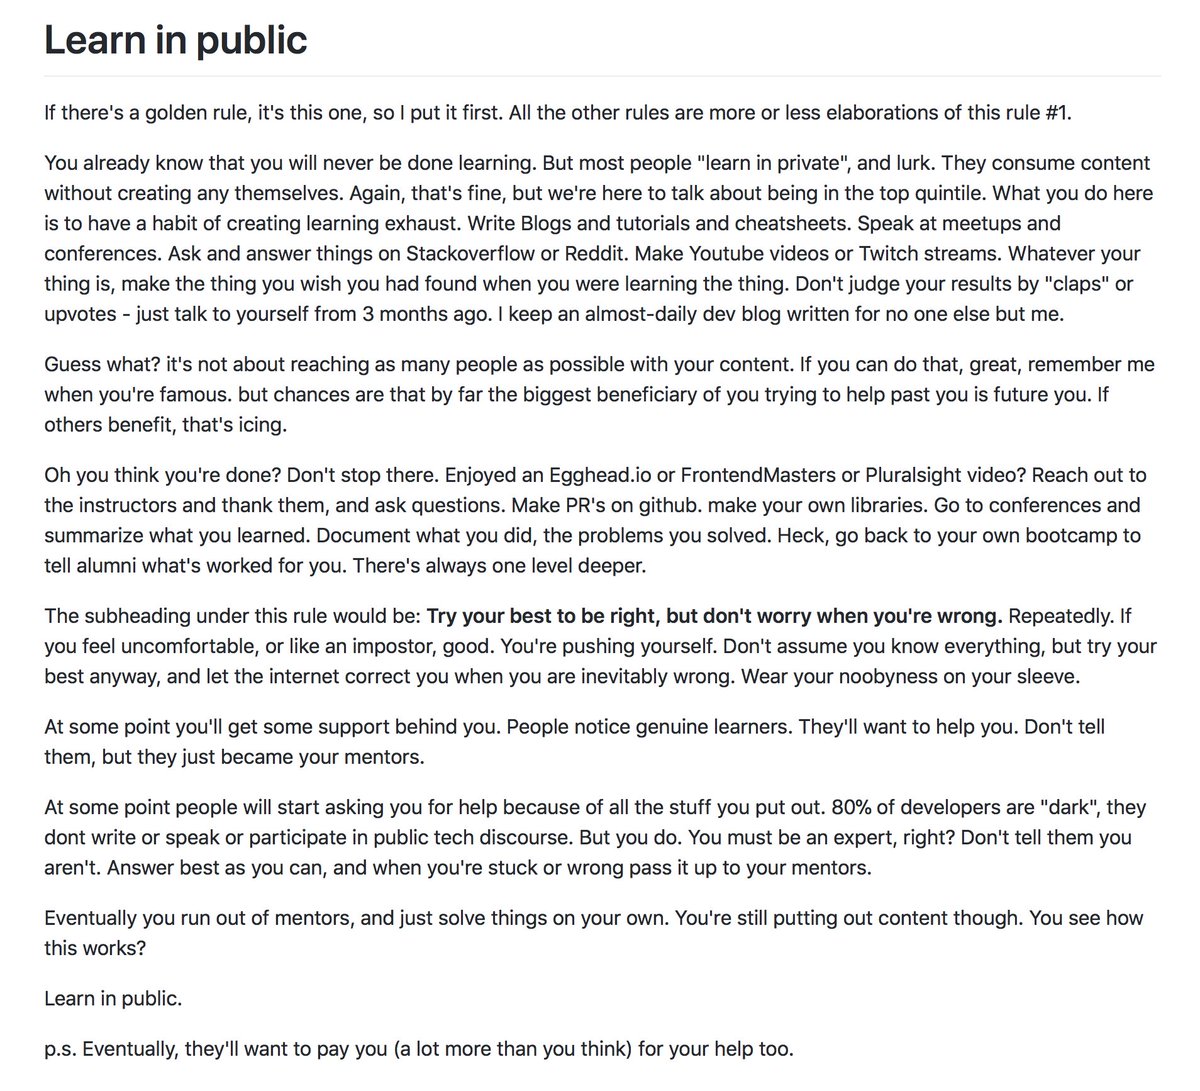 Learn in public
If there's a golden rule, it's this one, so I put it first. All the other rules are more or less elaborations of this rule #1.
You already know that you will never be done learning. But most people "learn in private", and lurk. They consume content
without creating any themselves. Again, that's fine, but we're here to talk about being in the top quintile. What you do here
is to have a habit of creating learning exhaust. Write Blogs and tutorials and cheatsheets. Speak at meetups and
conferences. Ask and answer things on Stackoverflow or Reddit. Make Youtube videos or Twitch streams. Whatever your
thing is, make the thing you wish you had found when you were learning the thing. Don't judge your results by "claps" or
upvotes - just talk to yourself from 3 months ago. I keep an almost-daily dev blog written for no one else but me.
Guess what? it's not about reaching as many people as possible with your content. If you can do that, great, remember me
when you're famous. but chances are that by far the biggest beneficiary of you trying to help past you is future you. If
others benefit, that's icing.
Oh you think you're done? Don't stop there. Enjoyed an Egghead.io or FrontendMasters or Pluralsight video? Reach out to
the instructors and thank them, and ask questions. Make PR's on github. make your own libraries. Go to conferences and
summarize what you learned. Document what you did, the problems you solved. Heck, go back to your own bootcamp to
tell alumni what's worked for you. There's always one level deeper.
The subheading under this rule would be: Try your best to be right, but don't worry when you're wrong. Repeatedly. If
you feel uncomfortable, or like an impostor, good. You're pushing yourself. Don't assume you know everything, but try your
best anyway, and let the internet correct you when you are inevitably wrong. Wear your noobyness on your sleeve.
At some point you'll get some support behind you. People notice genuine learners. They'll want to help you. Don't tell
them, but they just became your mentors.
At some point people will start asking you for help because of all the stuff you put out. 80% of developers are "dark", they
dont write or speak or participate in public tech discourse. But you do. You must be an expert, right? Don't tell them you
aren't. Answer best as you can, and when you're stuck or wrong pass it up to your mentors.
Eventually you run out of mentors, and just solve things on your own. You're still putting out content though. You see how
this works?
Learn in public.
p.s. Eventually, they'll want to pay you (a lot more than you think) for your help too.